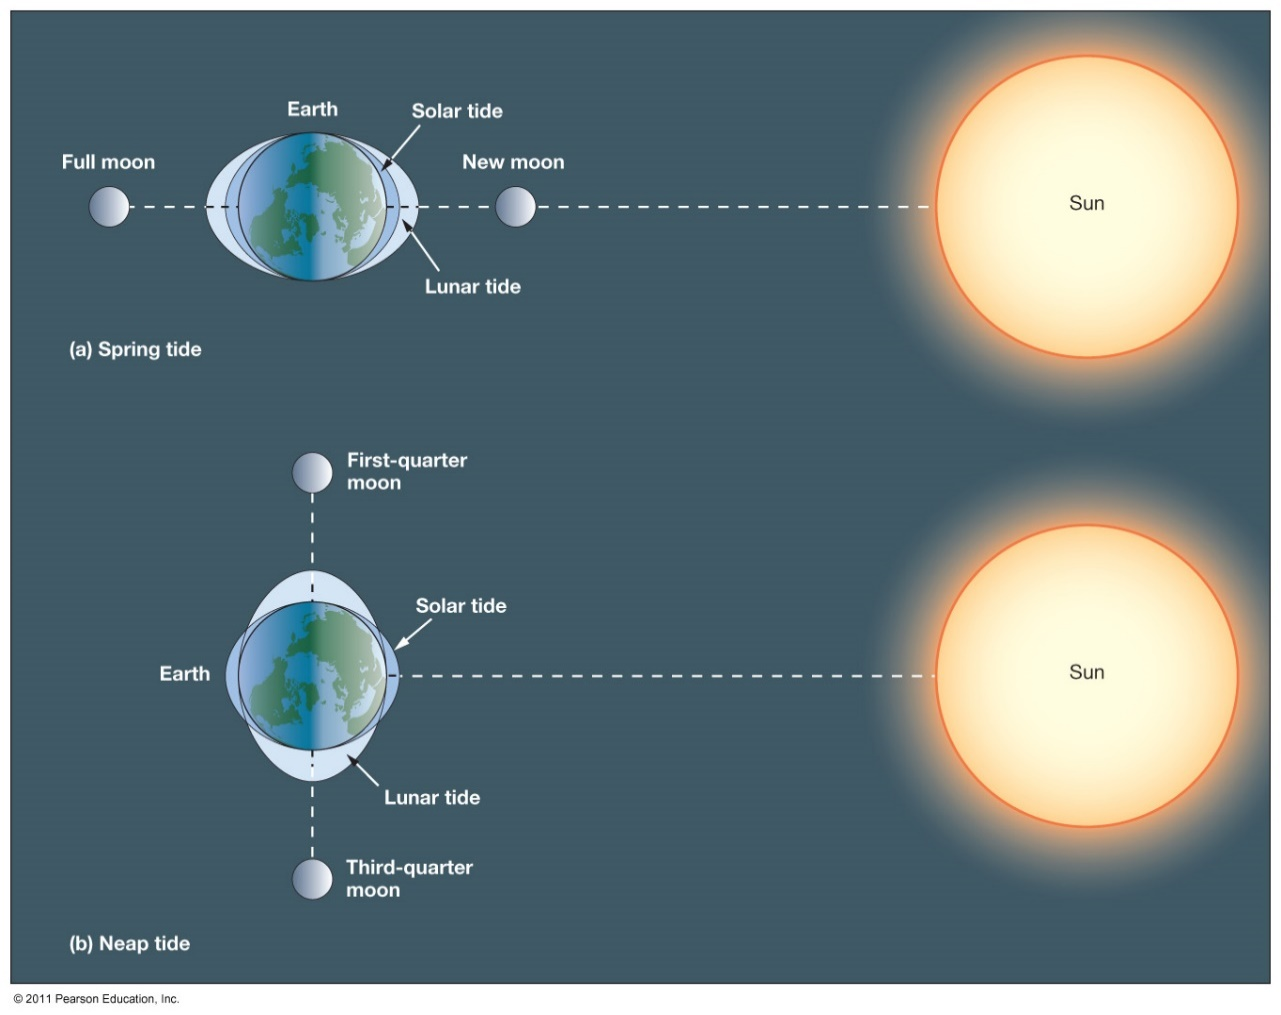 Earth
Solar tide
Full moon
New moon
Sun
Lunar tide
(a) Spring tide
First-quarter
moon
Solar tide
Earth
Sun
Lunar tide
Third-quarter
moon
(b) Neap tide
© 2011 Pearson Education, Inc.